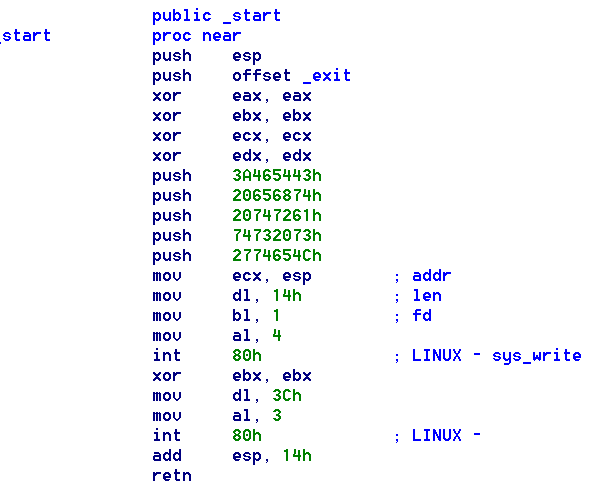 public _start
_start proc near
push esp
push offset _exit
xor eax, eax
xor ebx, ebx
xor ecx, ecx
xor edx, edx
push 3A465443h
push 20656874h
push 20747261h
push 74732073h
push 2774654Ch
mov ecx, esp ; addr
mov dl, 14h ; len
mov bl, 1 ; fd
mov al, 4
int 80h ; LINUX - sys_write
xor ebx, ebx
mov dl, 3Ch
mov al, 3
int 80h ; LINUX -
add esp, 14h
retn